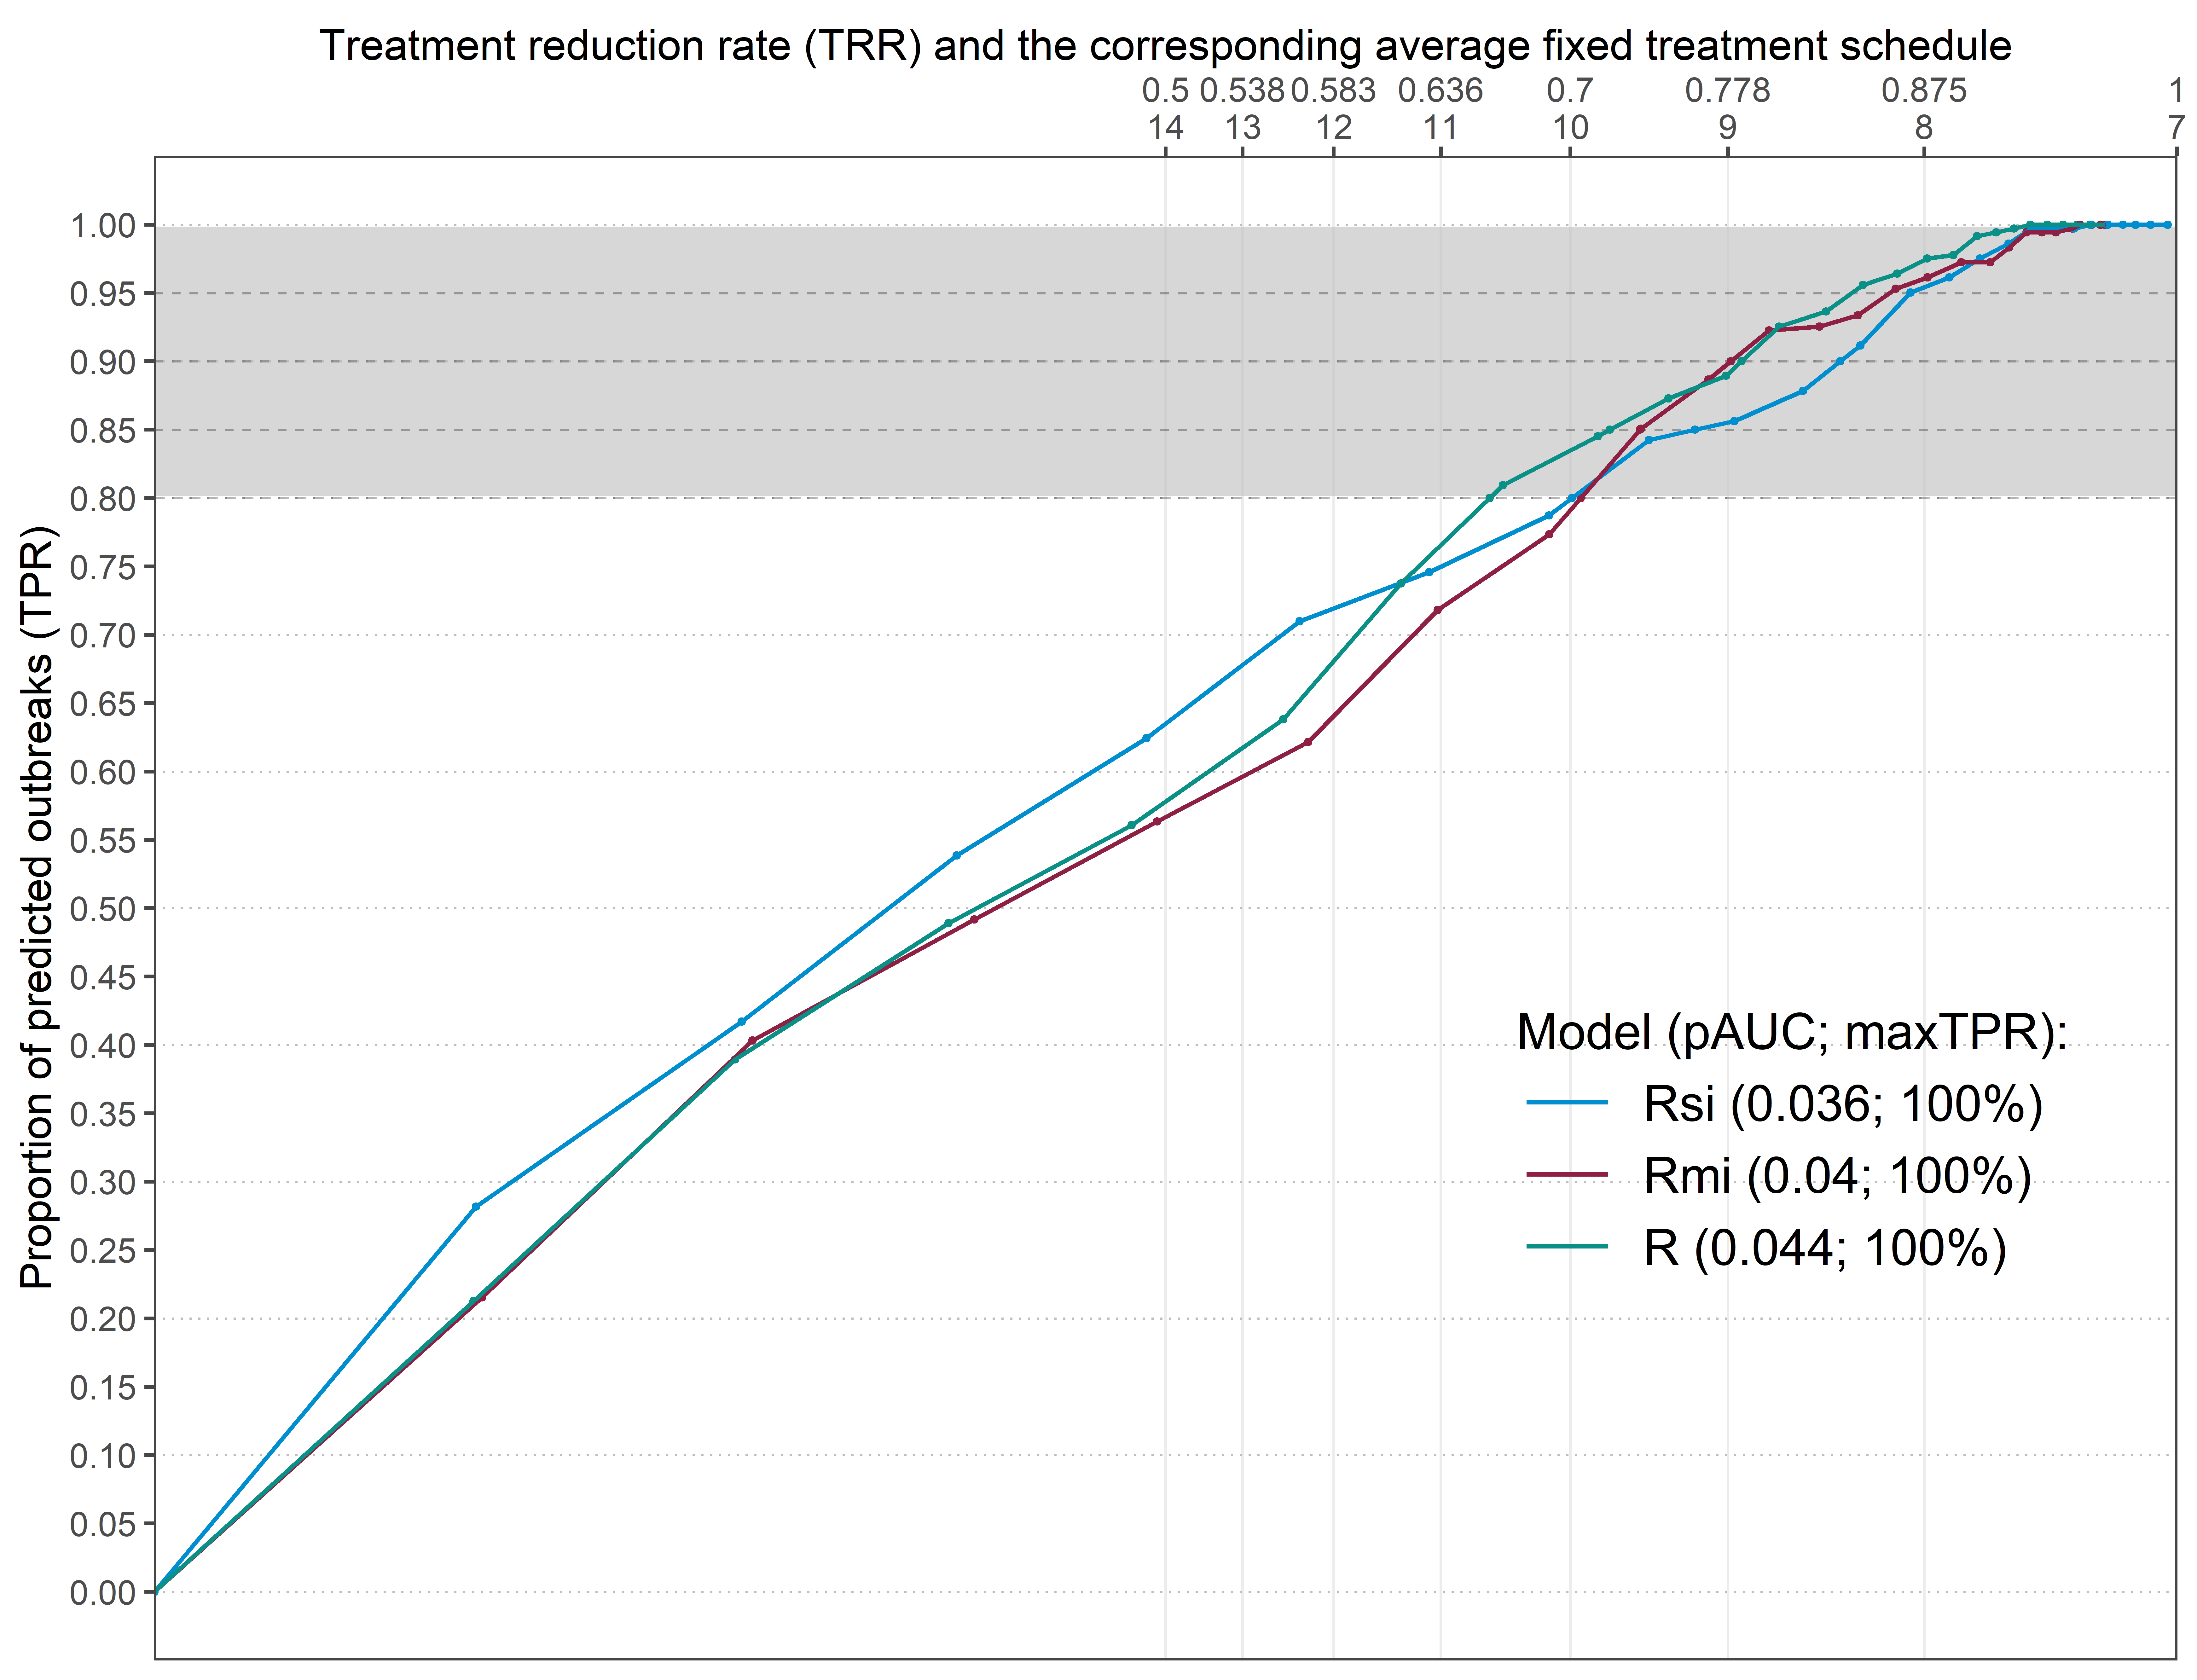 Treatment reduction rate (TRR) and the corresponding average fixed treatment schedule
0.5 0.538 0.583 0.636 0.7 0.778 0.875 1
14 13 12 11 10 9 8 7
Proportion of predicted outbreaks (TPR)
1.00
0.95
0.90
0.85
0.80
0.75
0.70
0.65
0.60
0.55
0.50
0.45
0.40
0.35
0.30
0.25
0.20
0.15
0.10
0.05
0.00
Model (pAUC; maxTPR):
Rsi (0.036; 100%)
Rmi (0.04; 100%)
R (0.044; 100%)